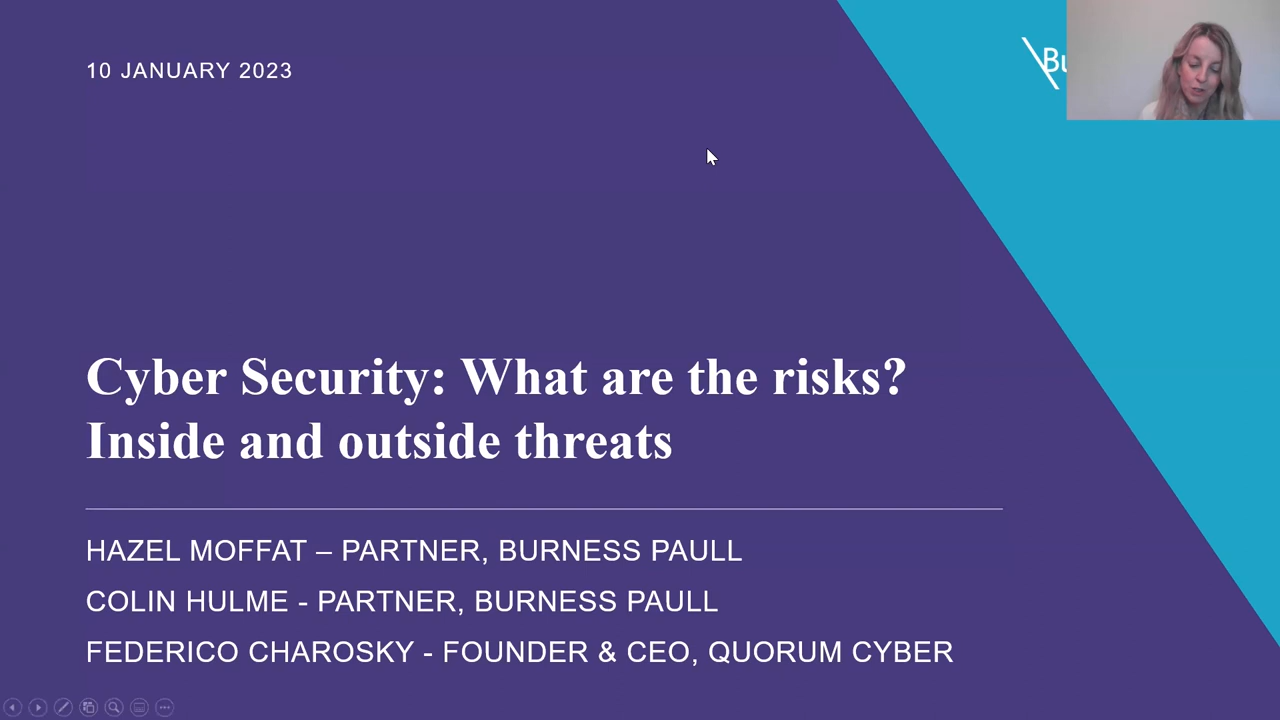 10 JANUARY 2023
Cyber Security: What are the risks?
Inside and outside threats
HAZEL MOFFAT – PARTNER, BURNESS PAULL
COLIN HULME - PARTNER, BURNESS PAULL
FEDERICO CHAROSKY - FOUNDER & CEO, QUORUM CYBER